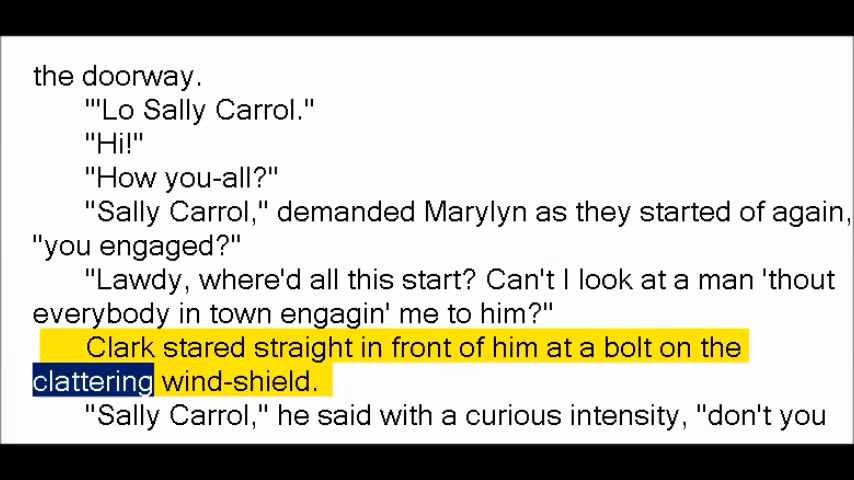 the doorway.
"'Lo Sally Carrol."
"Hi!"
"How you-all?"
"Sally Carrol," demanded Marylyn as they started of again,
"you engaged?"
"Lawdy, where'd all this start? Can't I look at a man 'thout
everybody in town engagin' me to him?"
Clark stared straight in front of him at a bolt on the
clattering wind-shield.
"Sally Carrol," he said with a curious intensity, "don't you